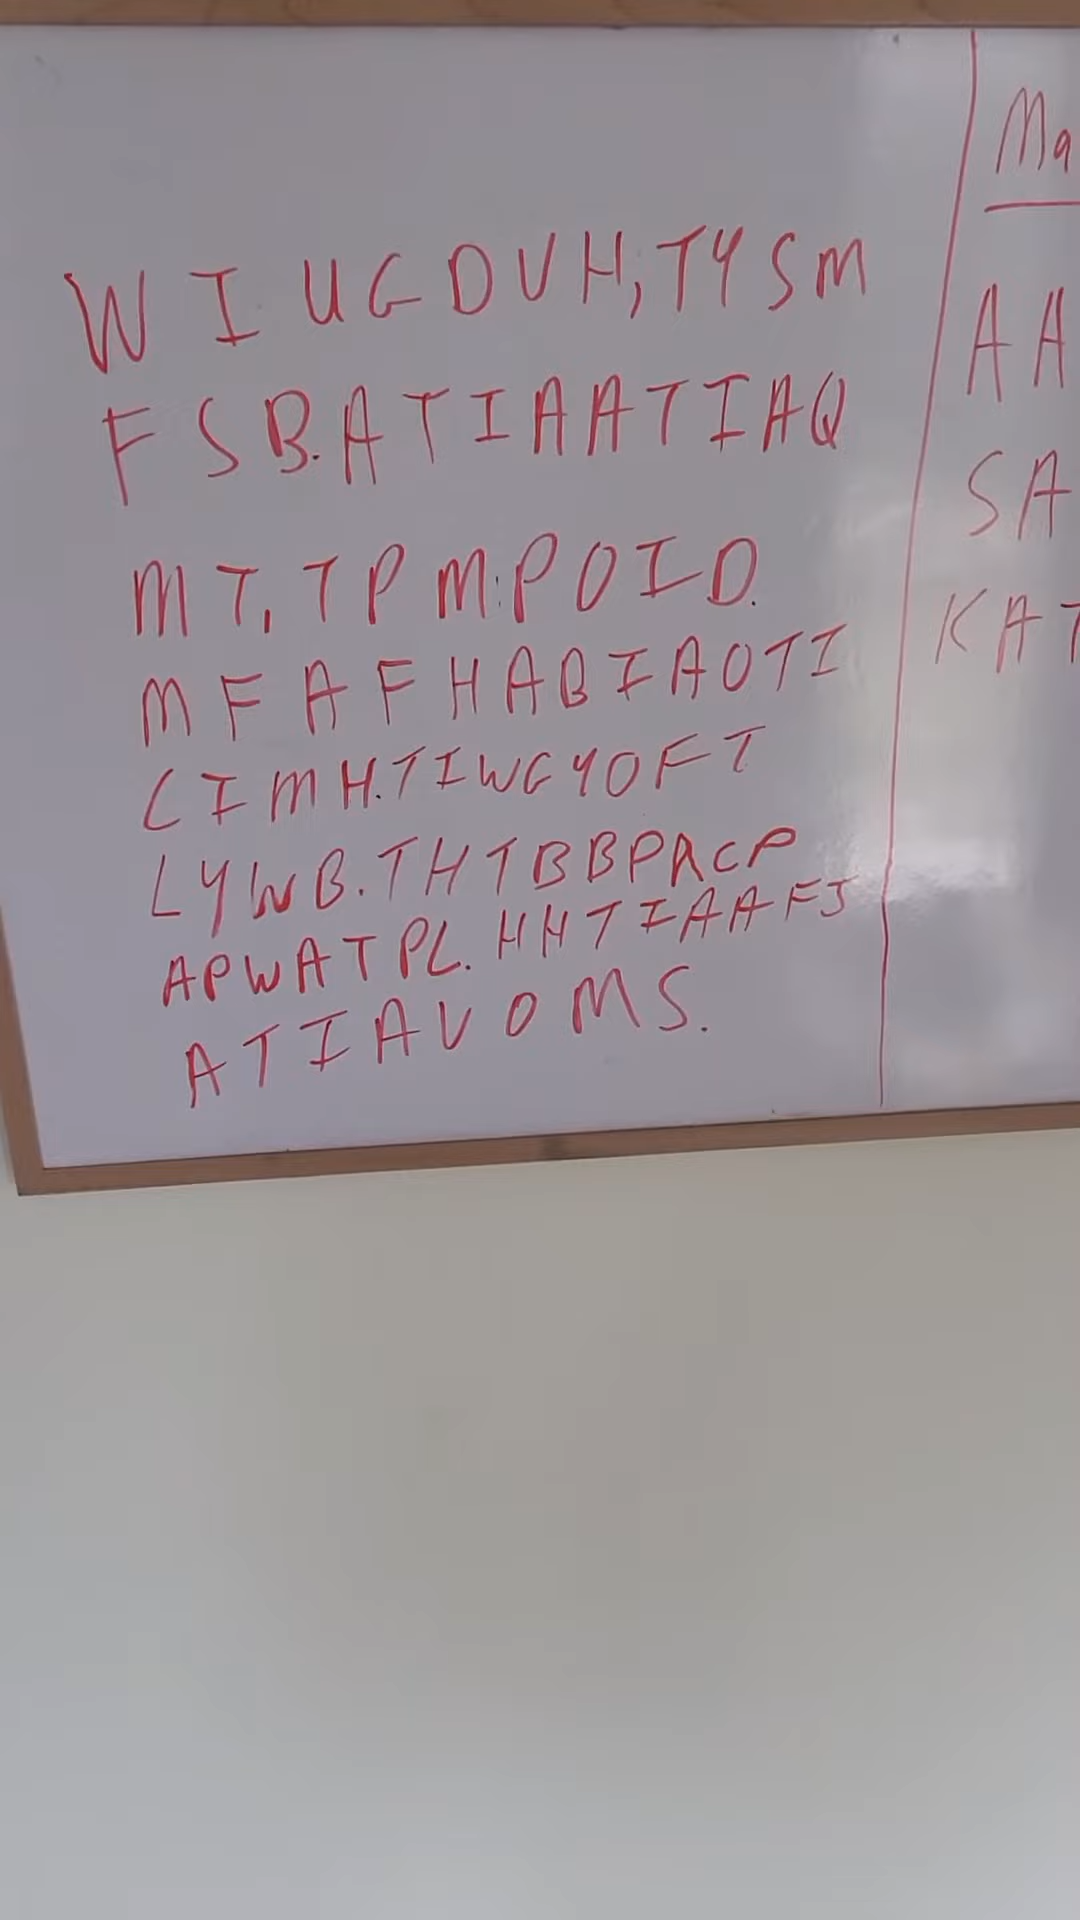 W I U G D V H, T Y S M
F S B. A T I A A T I A Q
M T, T P M: P O I D.
M F A F H A B I A O T I
C I M H. T I W G Y O F T
L Y W B. T H T B B P R C P
A P W A T P L. H H T I A A F J
A T I A V O M S.
Ma
A A
S A
K A T